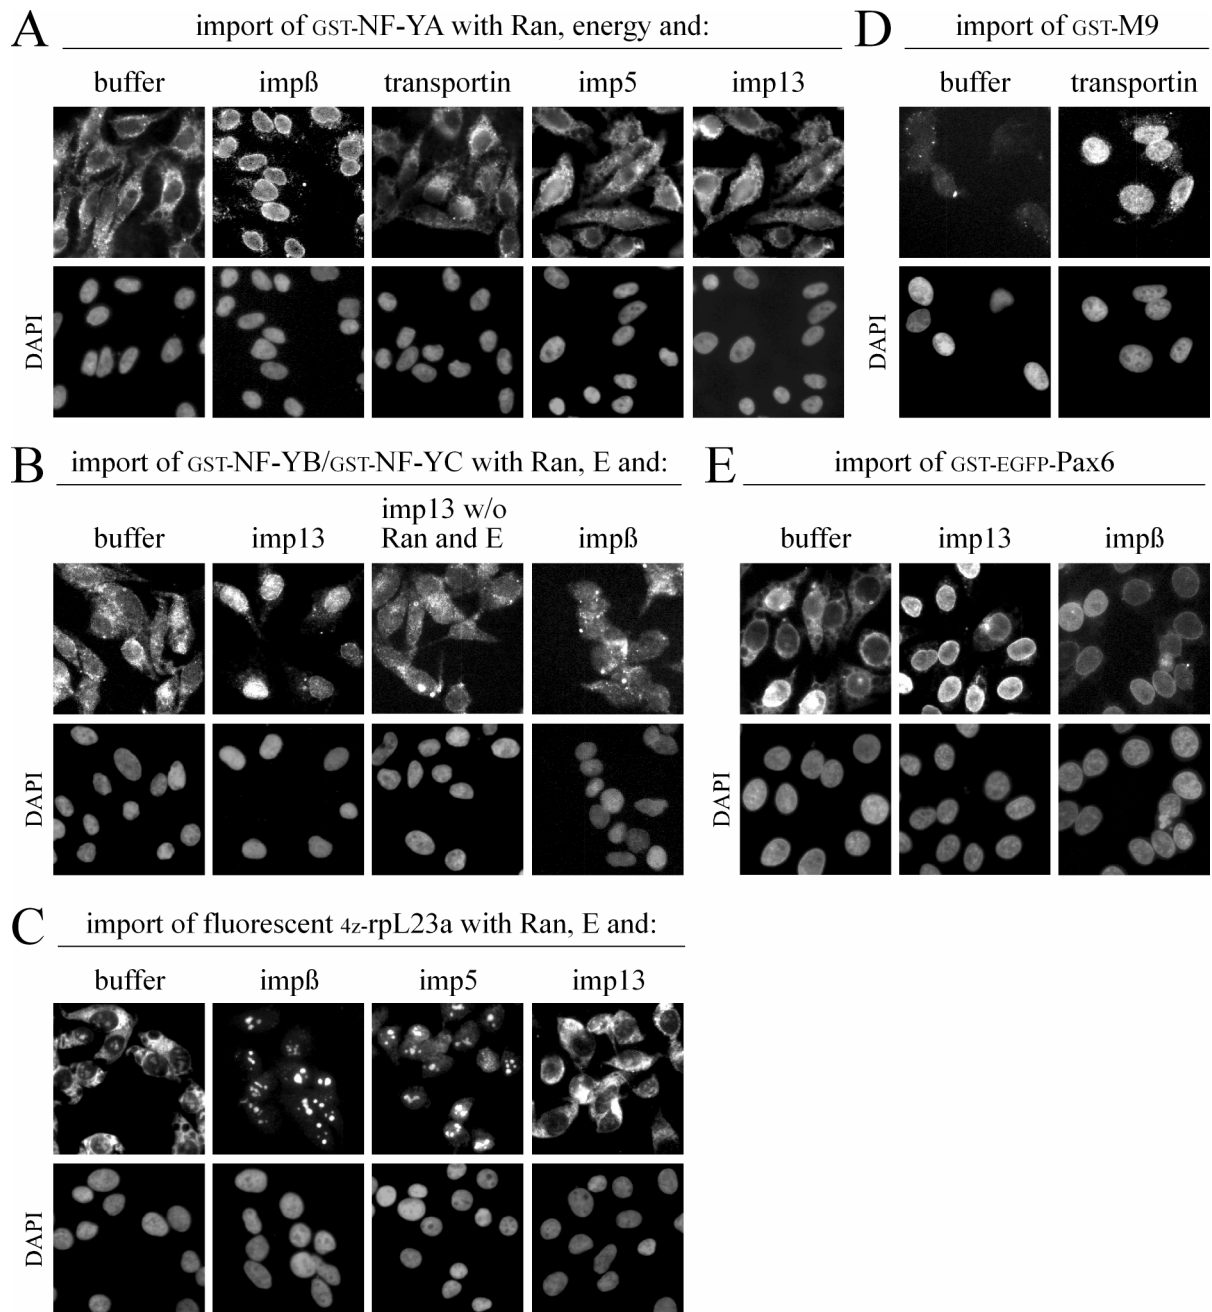 A import of GST-NF-YA with Ran, energy and:
buffer impß transportin imp5 imp13
DAPI
D import of GST-M9
buffer transportin
DAPI
B import of GST-NF-YB/GST-NF-YC with Ran, E and:
buffer imp13 imp13 w/o
Ran and E impß
DAPI
E import of GST-EGFP-Pax6
buffer imp13 impß
DAPI
C import of fluorescent 4z-rpL23a with Ran, E and:
buffer impß imp5 imp13
DAPI